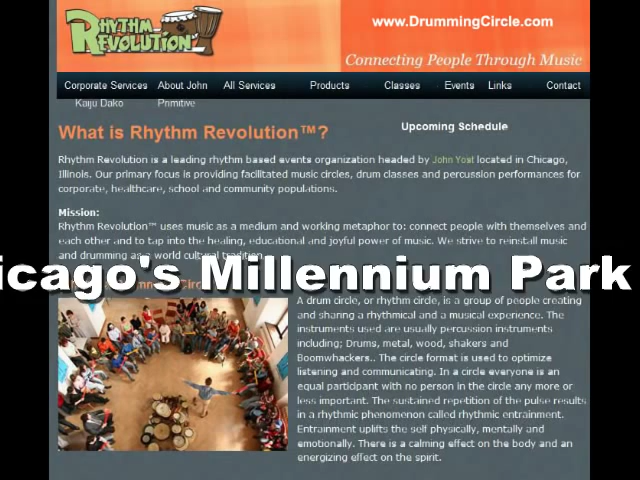 RHYTHM
REVOLUTION
www.DrummingCircle.com
Connecting People Through Music
Corporate Services About John All Services Products Classes Events Links Contact
Kaiju Dako Primitive
What is Rhythm Revolution™?
Upcoming Schedule
Rhythm Revolution is a leading rhythm based events organization headed by John Yost located in Chicago,
Illinois. Our primary focus is providing facilitated music circles, drum classes and percussion performances for
corporate, healthcare, school and community populations.
Mission:
Rhythm Revolution™ uses music as a medium and working metaphor to: connect people with themselves and
each other and to tap into the healing, educational and joyful power of music. We strive to reinstall music
and drumming as a world cultural tradition
icago's Millennium Park
A drum circle, or rhythm circle, is a group of people creating
and sharing a rhythmical and a musical experience. The
instruments used are usually percussion instruments
including; Drums, metal, wood, shakers and
Boomwhackers.. The circle format is used to optimize
listening and communicating. In a circle everyone is an
equal participant with no person in the circle any more or
less important. The sustained repetition of the pulse results
in a rhythmic phenomenon called rhythmic entrainment.
Entrainment uplifts the self physically, mentally and
emotionally. There is a calming effect on the body and an
energizing effect on the spirit.